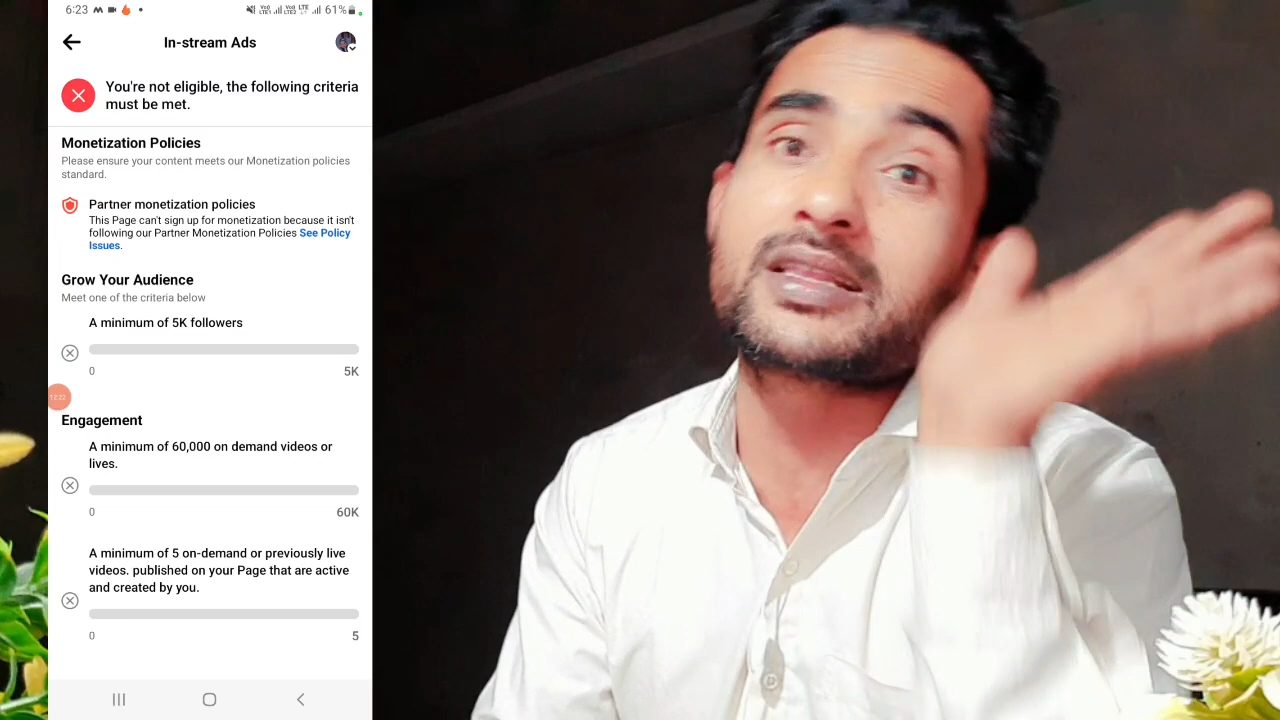 6:23
61%
In-stream Ads
You're not eligible, the following criteria
must be met.
Monetization Policies
Please ensure your content meets our Monetization policies
standard.
Partner monetization policies
This Page can't sign up for monetization because it isn't
following our Partner Monetization Policies See Policy
Issues.
Grow Your Audience
Meet one of the criteria below
A minimum of 5K followers
0 5K
Engagement
A minimum of 60,000 on demand videos or
lives.
0 60K
A minimum of 5 on-demand or previously live
videos. published on your Page that are active
and created by you.
0 5